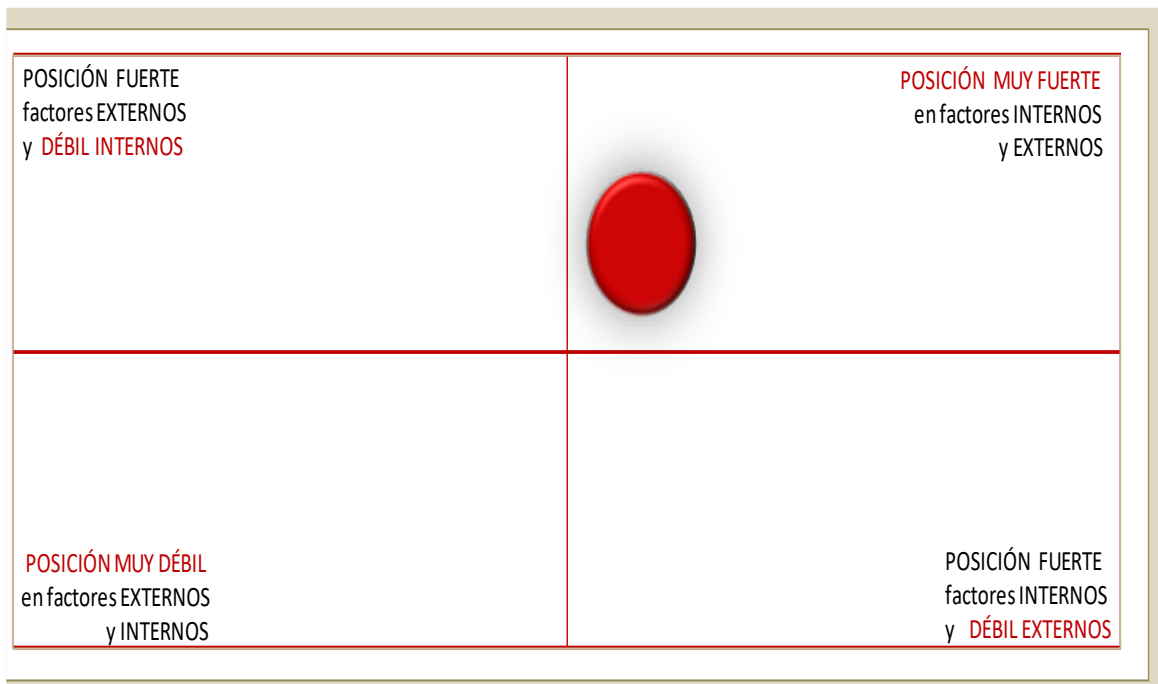 POSICIÓN FUERTE
factores EXTERNOS
y DÉBIL INTERNOS
POSICIÓN MUY FUERTE
en factores INTERNOS
y EXTERNOS
POSICIÓN MUY DÉBIL
en factores EXTERNOS
y INTERNOS
POSICIÓN FUERTE
factores INTERNOS
y DÉBIL EXTERNOS